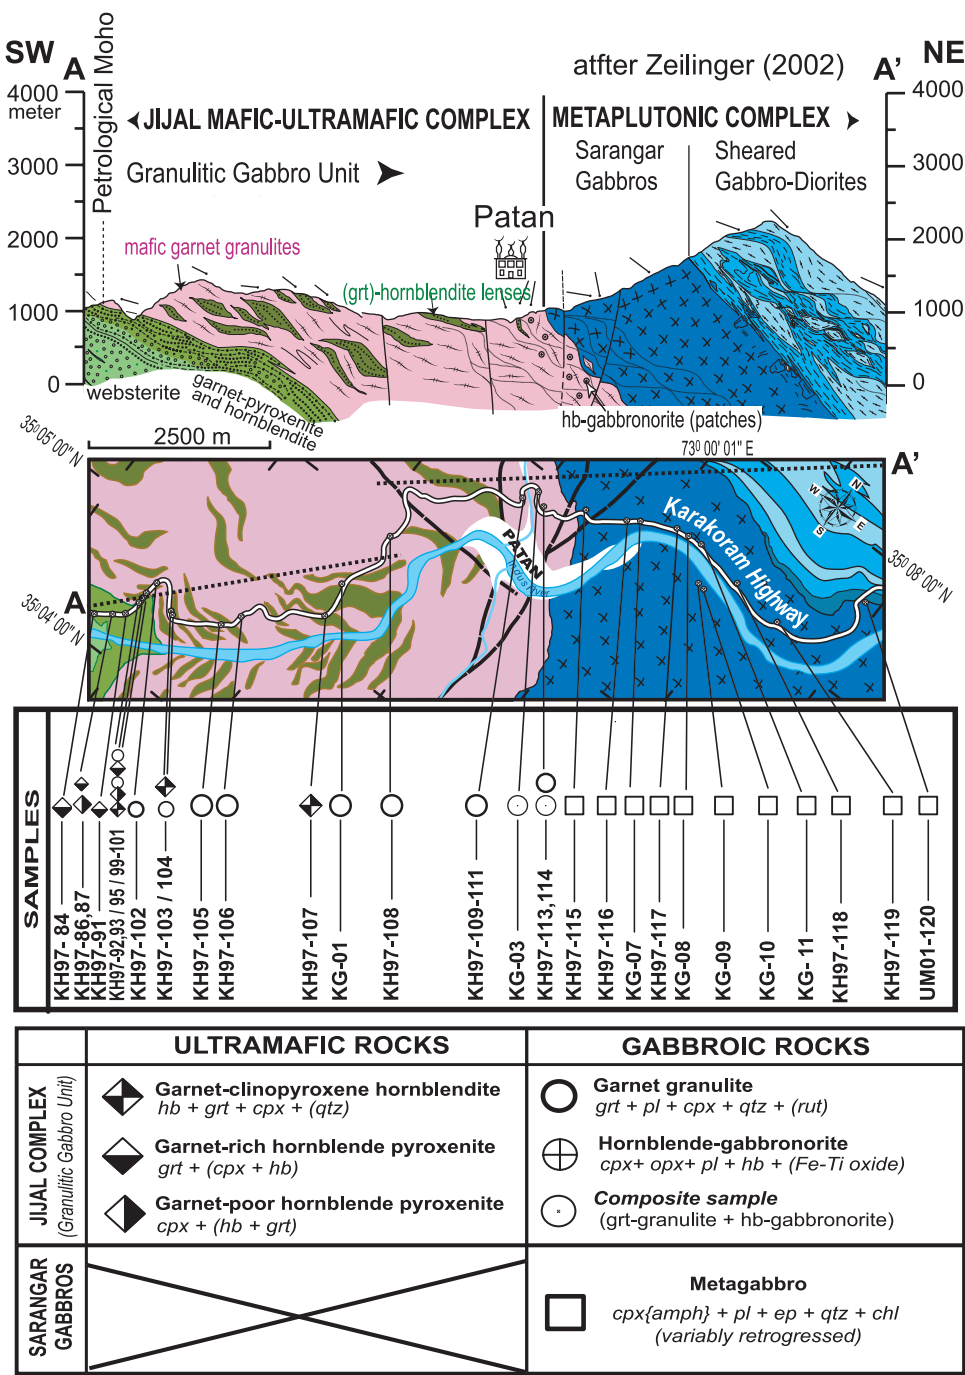 SW
A
Petrological Moho
atfter Zeilinger (2002)
A'
NE
4000
meter
3000
2000
1000
0
4000
3000
2000
1000
0
JIJAL MAFIC-ULTRAMAFIC COMPLEX
METAPLUTONIC COMPLEX
Granulitic Gabbro Unit
Sarangar
Gabbros
Sheared
Gabbro-Diorites
Patan
mafic garnet granulites
(grt)-hornblendite lenses
websterite
garnet-pyroxenite
and hornblendite
hb-gabbronorite (patches)
2500 m
35° 05' 00" N
73° 00' 01" E
A'
N
W
E
S
PATAN
Indus River
Karakoram Highway
35° 08' 00" N
A
35° 04' 00" N
SAMPLES
KH97- 84
KH97-86,87
KH97-91
KH97-92,93 / 95 / 99-101
KH97-102
KH97-103 / 104
KH97-105
KH97-106
KH97-107
KG-01
KH97-108
KH97-109-111
KG-03
KH97-113,114
KH97-115
KH97-116
KG-07
KH97-117
KG-08
KG-09
KG-10
KG- 11
KH97-118
KH97-119
UM01-120
ULTRAMAFIC ROCKS
GABBROIC ROCKS
JIJAL COMPLEX
(Granulitic Gabbro Unit)
Garnet-clinopyroxene hornblendite
hb + grt + cpx + (qtz)
Garnet-rich hornblende pyroxenite
grt + (cpx + hb)
Garnet-poor hornblende pyroxenite
cpx + (hb + grt)
Garnet granulite
grt + pl + cpx + qtz + (rut)
Hornblende-gabbronorite
cpx+ opx+ pl + hb + (Fe-Ti oxide)
Composite sample
(grt-granulite + hb-gabbronorite)
SARANGAR
GABBROS
Metagabbro
cpx{amph} + pl + ep + qtz + chl
(variably retrogressed)